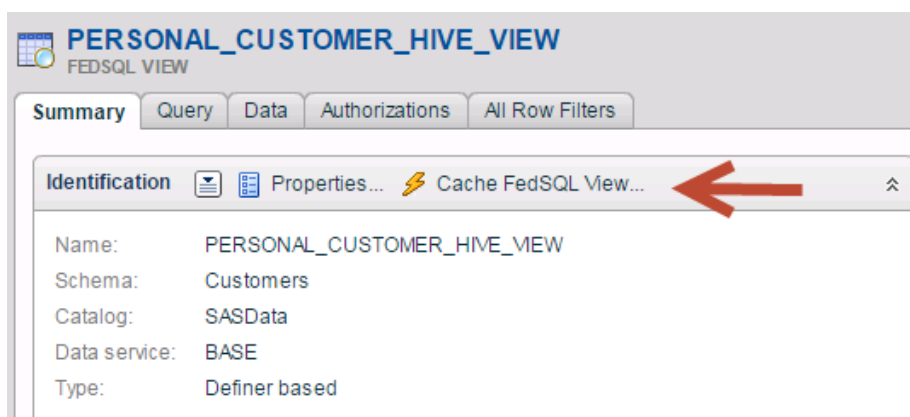 PERSONAL_CUSTOMER_HIVE_VIEW
FEDSQL VIEW
Summary Query Data Authorizations All Row Filters
Identification Properties... Cache FedSQL View...
Name: PERSONAL_CUSTOMER_HIVE_VIEW
Schema: Customers
Catalog: SASData
Data service: BASE
Type: Definer based